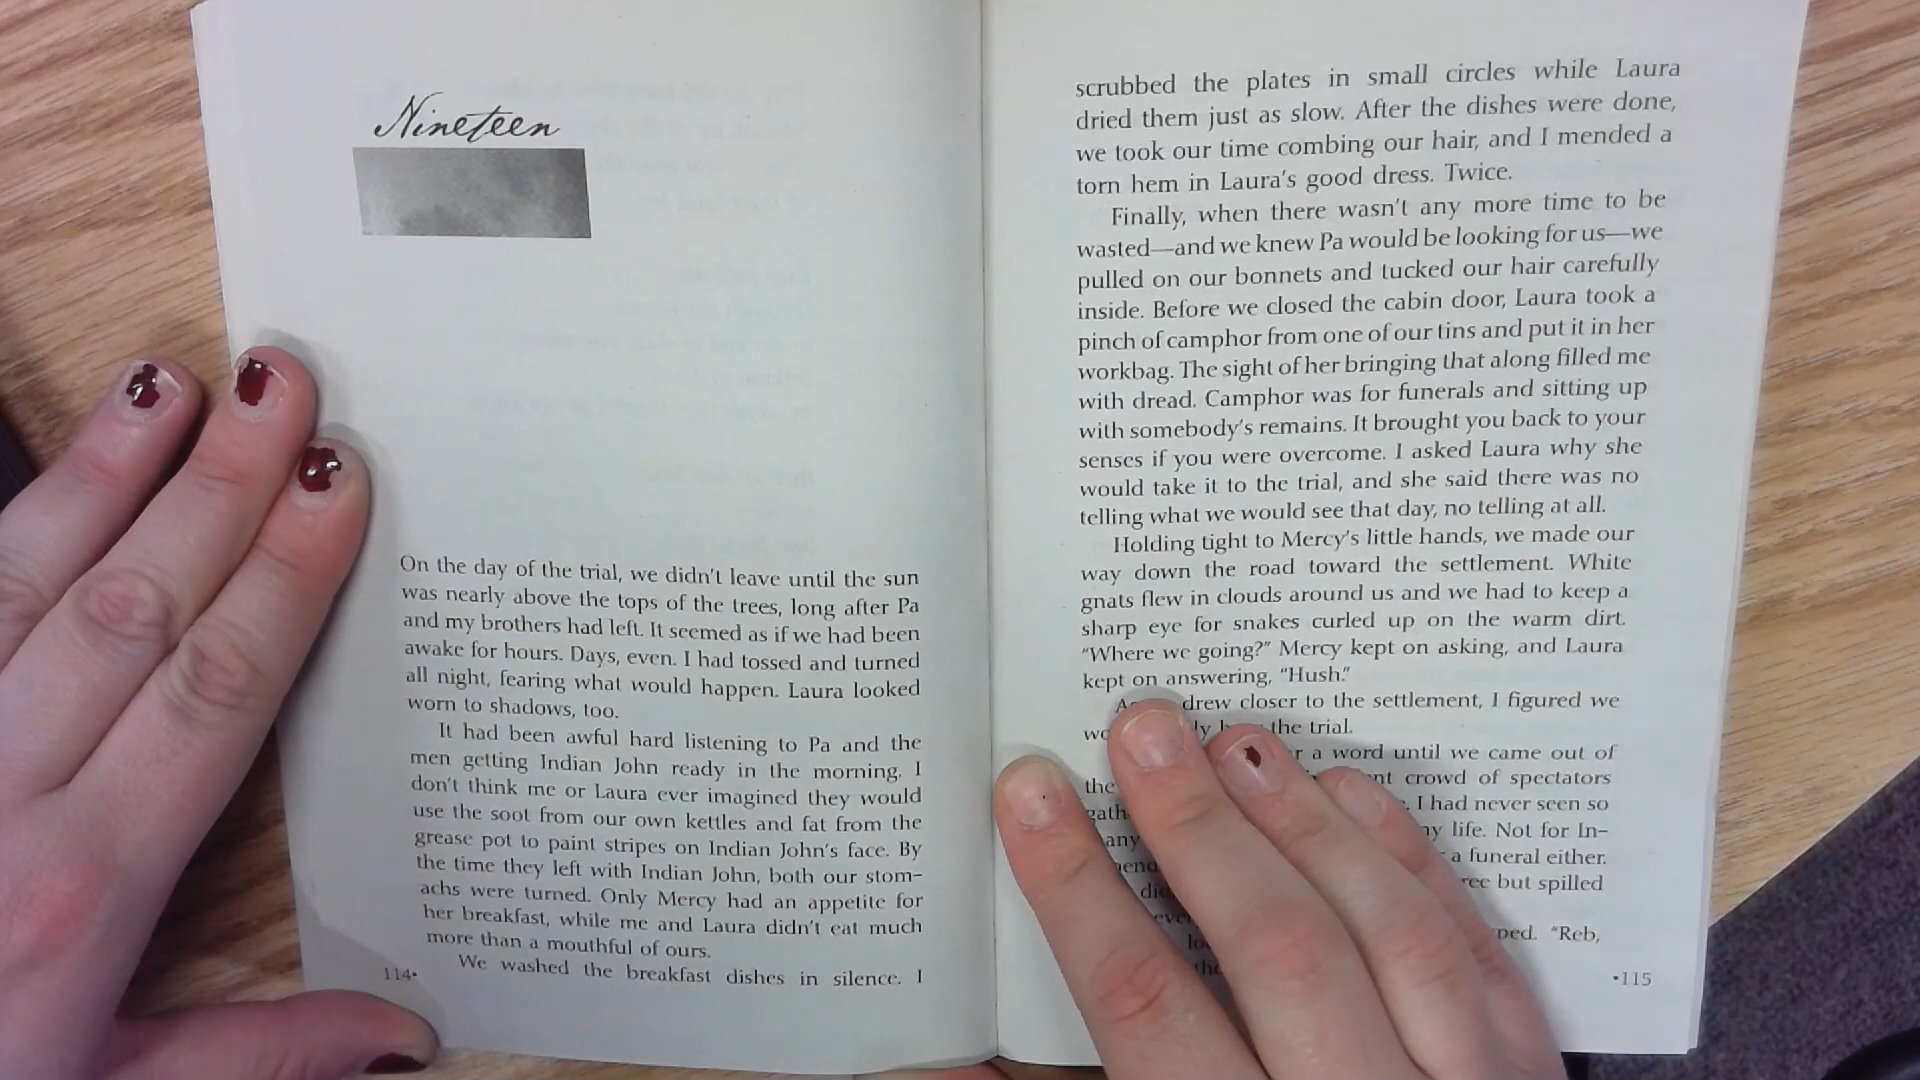 Nineteen
On the day of the trial, we didn't leave until the sun
was nearly above the tops of the trees, long after Pa
and my brothers had left. It seemed as if we had been
awake for hours. Days, even. I had tossed and turned
all night, fearing what would happen. Laura looked
worn to shadows, too.
It had been awful hard listening to Pa and the
men getting Indian John ready in the morning. I
don't think me or Laura ever imagined they would
use the soot from our own kettles and fat from the
grease pot to paint stripes on Indian John's face. By
the time they left with Indian John, both our stom-
achs were turned. Only Mercy had an appetite for
her breakfast, while me and Laura didn't eat much
more than a mouthful of ours.
We washed the breakfast dishes in silence. I
114•
scrubbed the plates in small circles while Laura
dried them just as slow. After the dishes were done,
we took our time combing our hair, and I mended a
torn hem in Laura's good dress. Twice.
Finally, when there wasn't any more time to be
wasted—and we knew Pa would be looking for us—we
pulled on our bonnets and tucked our hair carefully
inside. Before we closed the cabin door, Laura took a
pinch of camphor from one of our tins and put it in her
workbag. The sight of her bringing that along filled me
with dread. Camphor was for funerals and sitting up
with somebody's remains. It brought you back to your
senses if you were overcome. I asked Laura why she
would take it to the trial, and she said there was no
telling what we would see that day, no telling at all.
Holding tight to Mercy's little hands, we made our
way down the road toward the settlement. White
gnats flew in clouds around us and we had to keep a
sharp eye for snakes curled up on the warm dirt.
"Where we going?" Mercy kept on asking, and Laura
kept on answering, "Hush."
drew closer to the settlement, I figured we
the trial.
a word until we came out of
the crowd of spectators
I had never seen so
any life. Not for In-
a funeral either.
but spilled
"Reb,
•115